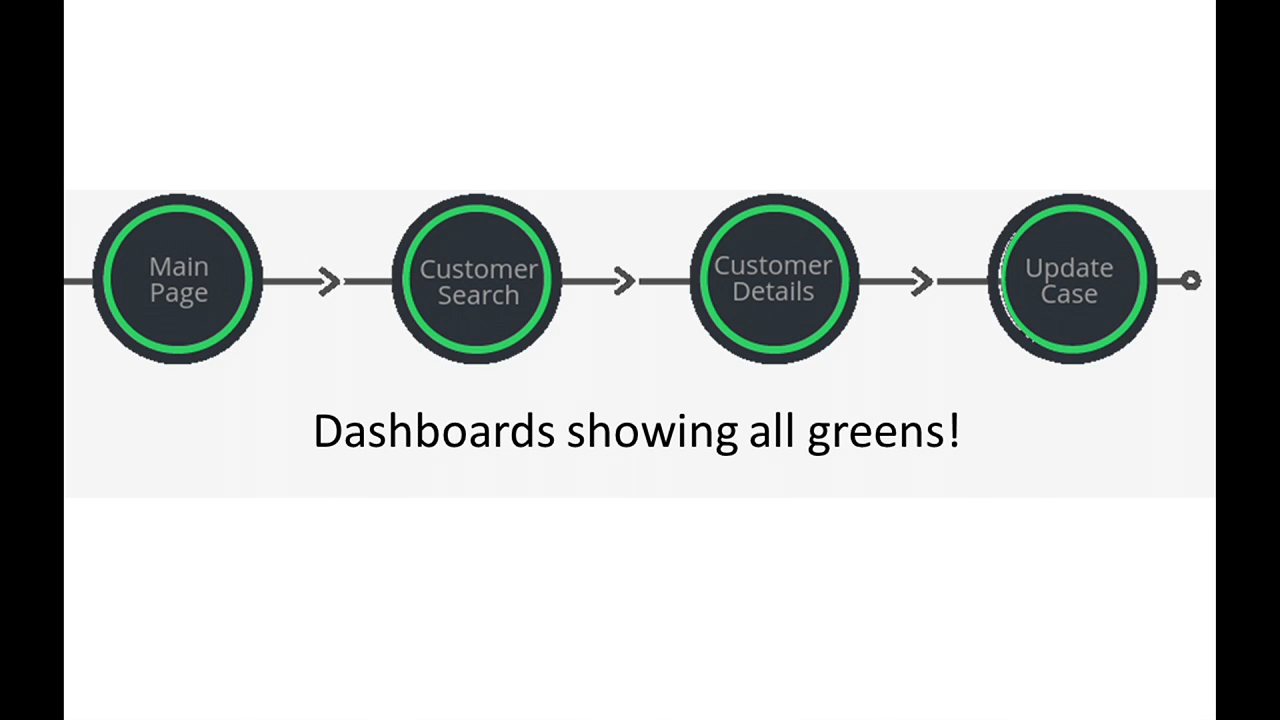 Main
Page
Customer
Search
Customer
Details
Update
Case
Dashboards showing all greens!